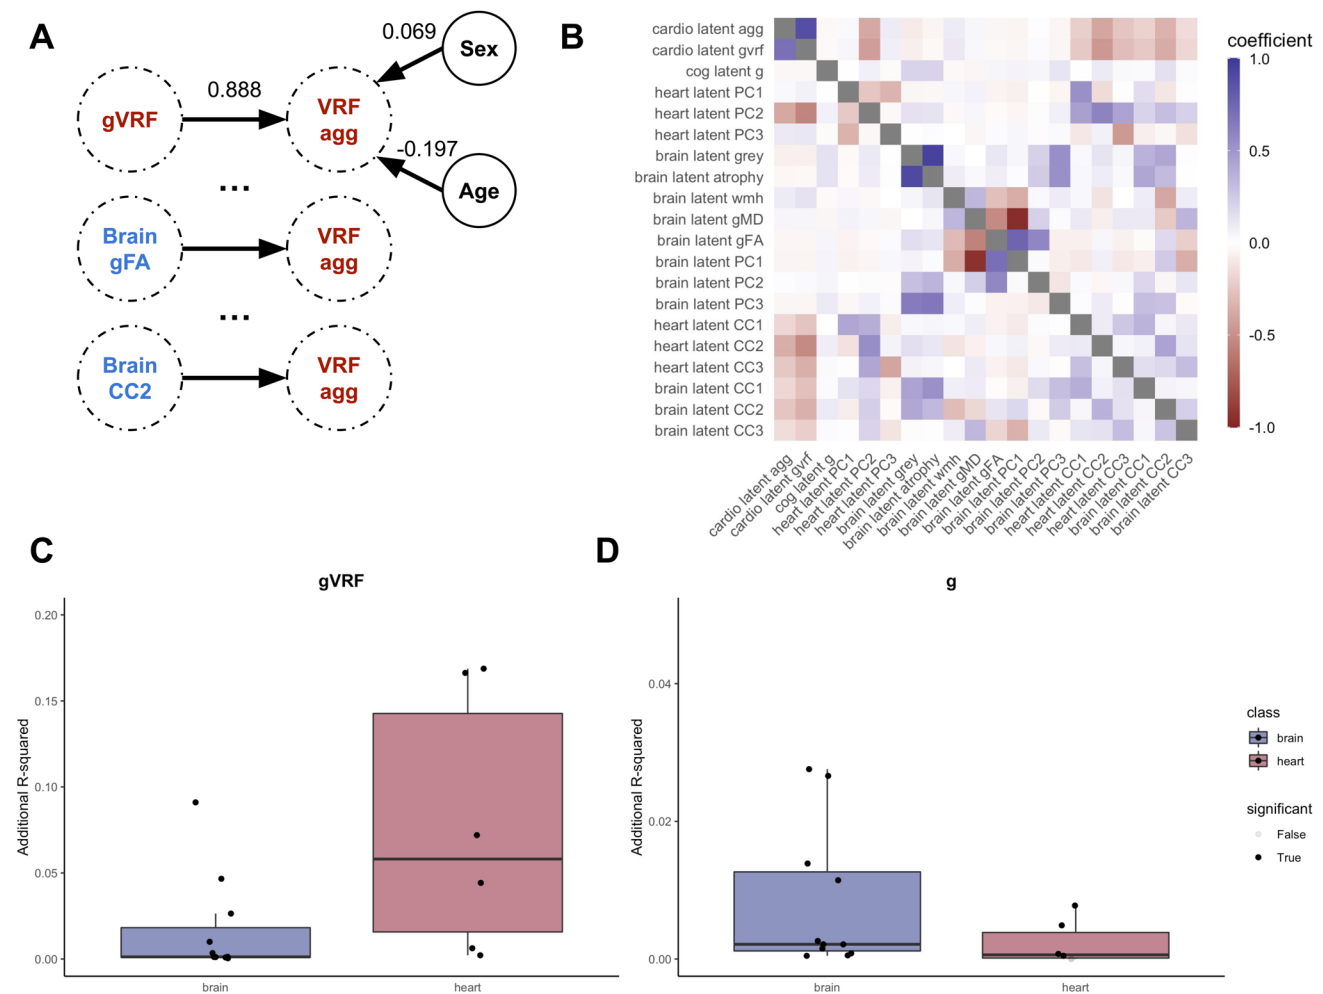 A
gVRF
0.888
VRF
agg
0.069
Sex
-0.197
Age
...
Brain
gFA
VRF
agg
...
Brain
CC2
VRF
agg
B
cardio latent agg
cardio latent gvrf
cog latent g
heart latent PC1
heart latent PC2
heart latent PC3
brain latent grey
brain latent atrophy
brain latent wmh
brain latent gMD
brain latent gFA
brain latent PC1
brain latent PC2
brain latent PC3
heart latent CC1
heart latent CC2
heart latent CC3
brain latent CC1
brain latent CC2
brain latent CC3
cardio latent agg
cardio latent gvrf
cog latent g
heart latent PC1
heart latent PC2
heart latent PC3
brain latent grey
brain latent atrophy
brain latent wmh
brain latent gMD
brain latent gFA
brain latent PC1
brain latent PC2
brain latent PC3
heart latent CC1
heart latent CC2
heart latent CC3
brain latent CC1
brain latent CC2
brain latent CC3
coefficient
1.0
0.5
0.0
-0.5
-1.0
C
gVRF
Additional R-squared
0.20
0.15
0.10
0.05
0.00
brain
heart
D
g
Additional R-squared
0.04
0.02
0.00
brain
heart
class
brain
heart
significant
False
True